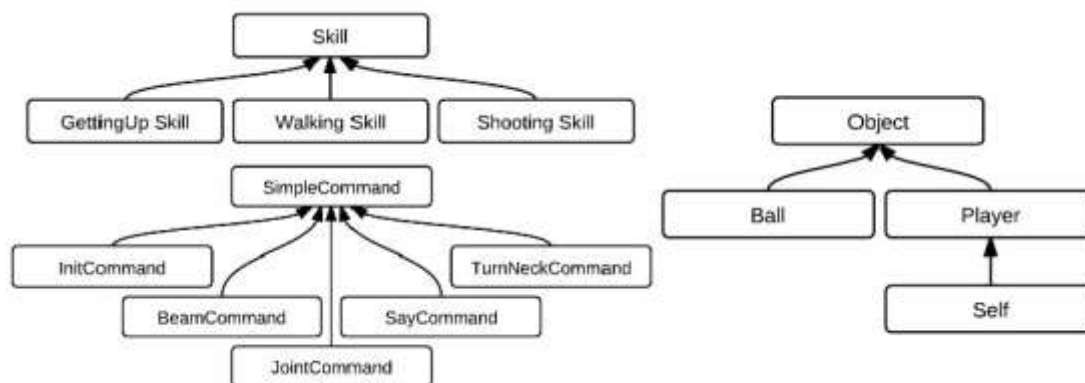 Skill
GettingUp Skill
Walking Skill
Shooting Skill
SimpleCommand
InitCommand
TurnNeckCommand
BeamCommand
SayCommand
JointCommand
Object
Ball
Player
Self